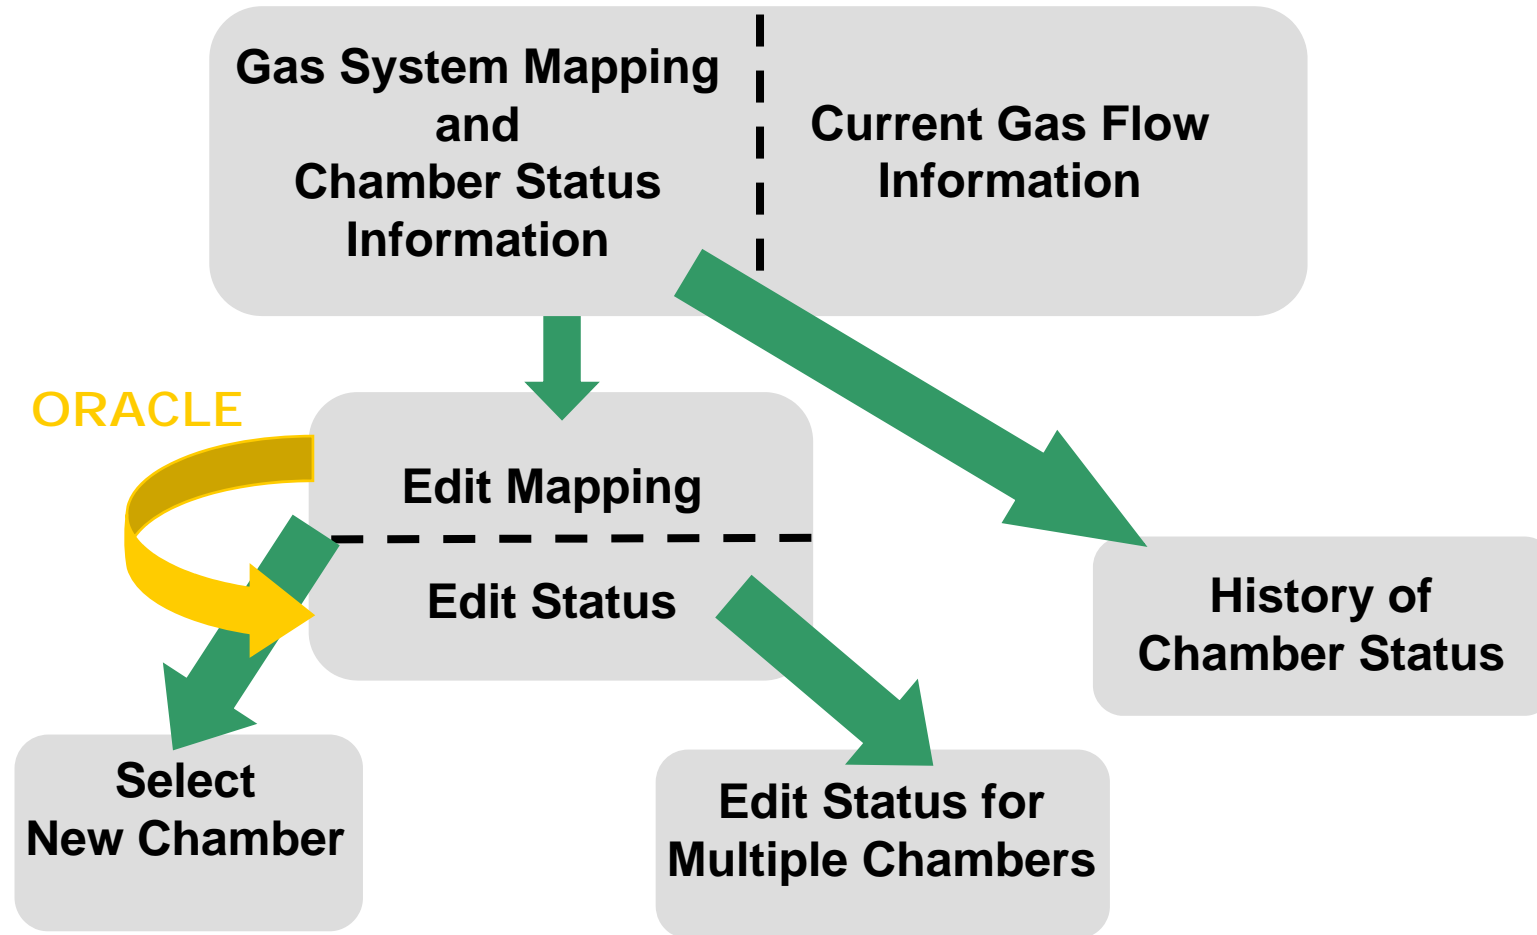 Gas System Mapping
and
Chamber Status
Information
Current Gas Flow
Information
ORACLE
Edit Mapping
Edit Status
History of
Chamber Status
Select
New Chamber
Edit Status for
Multiple Chambers